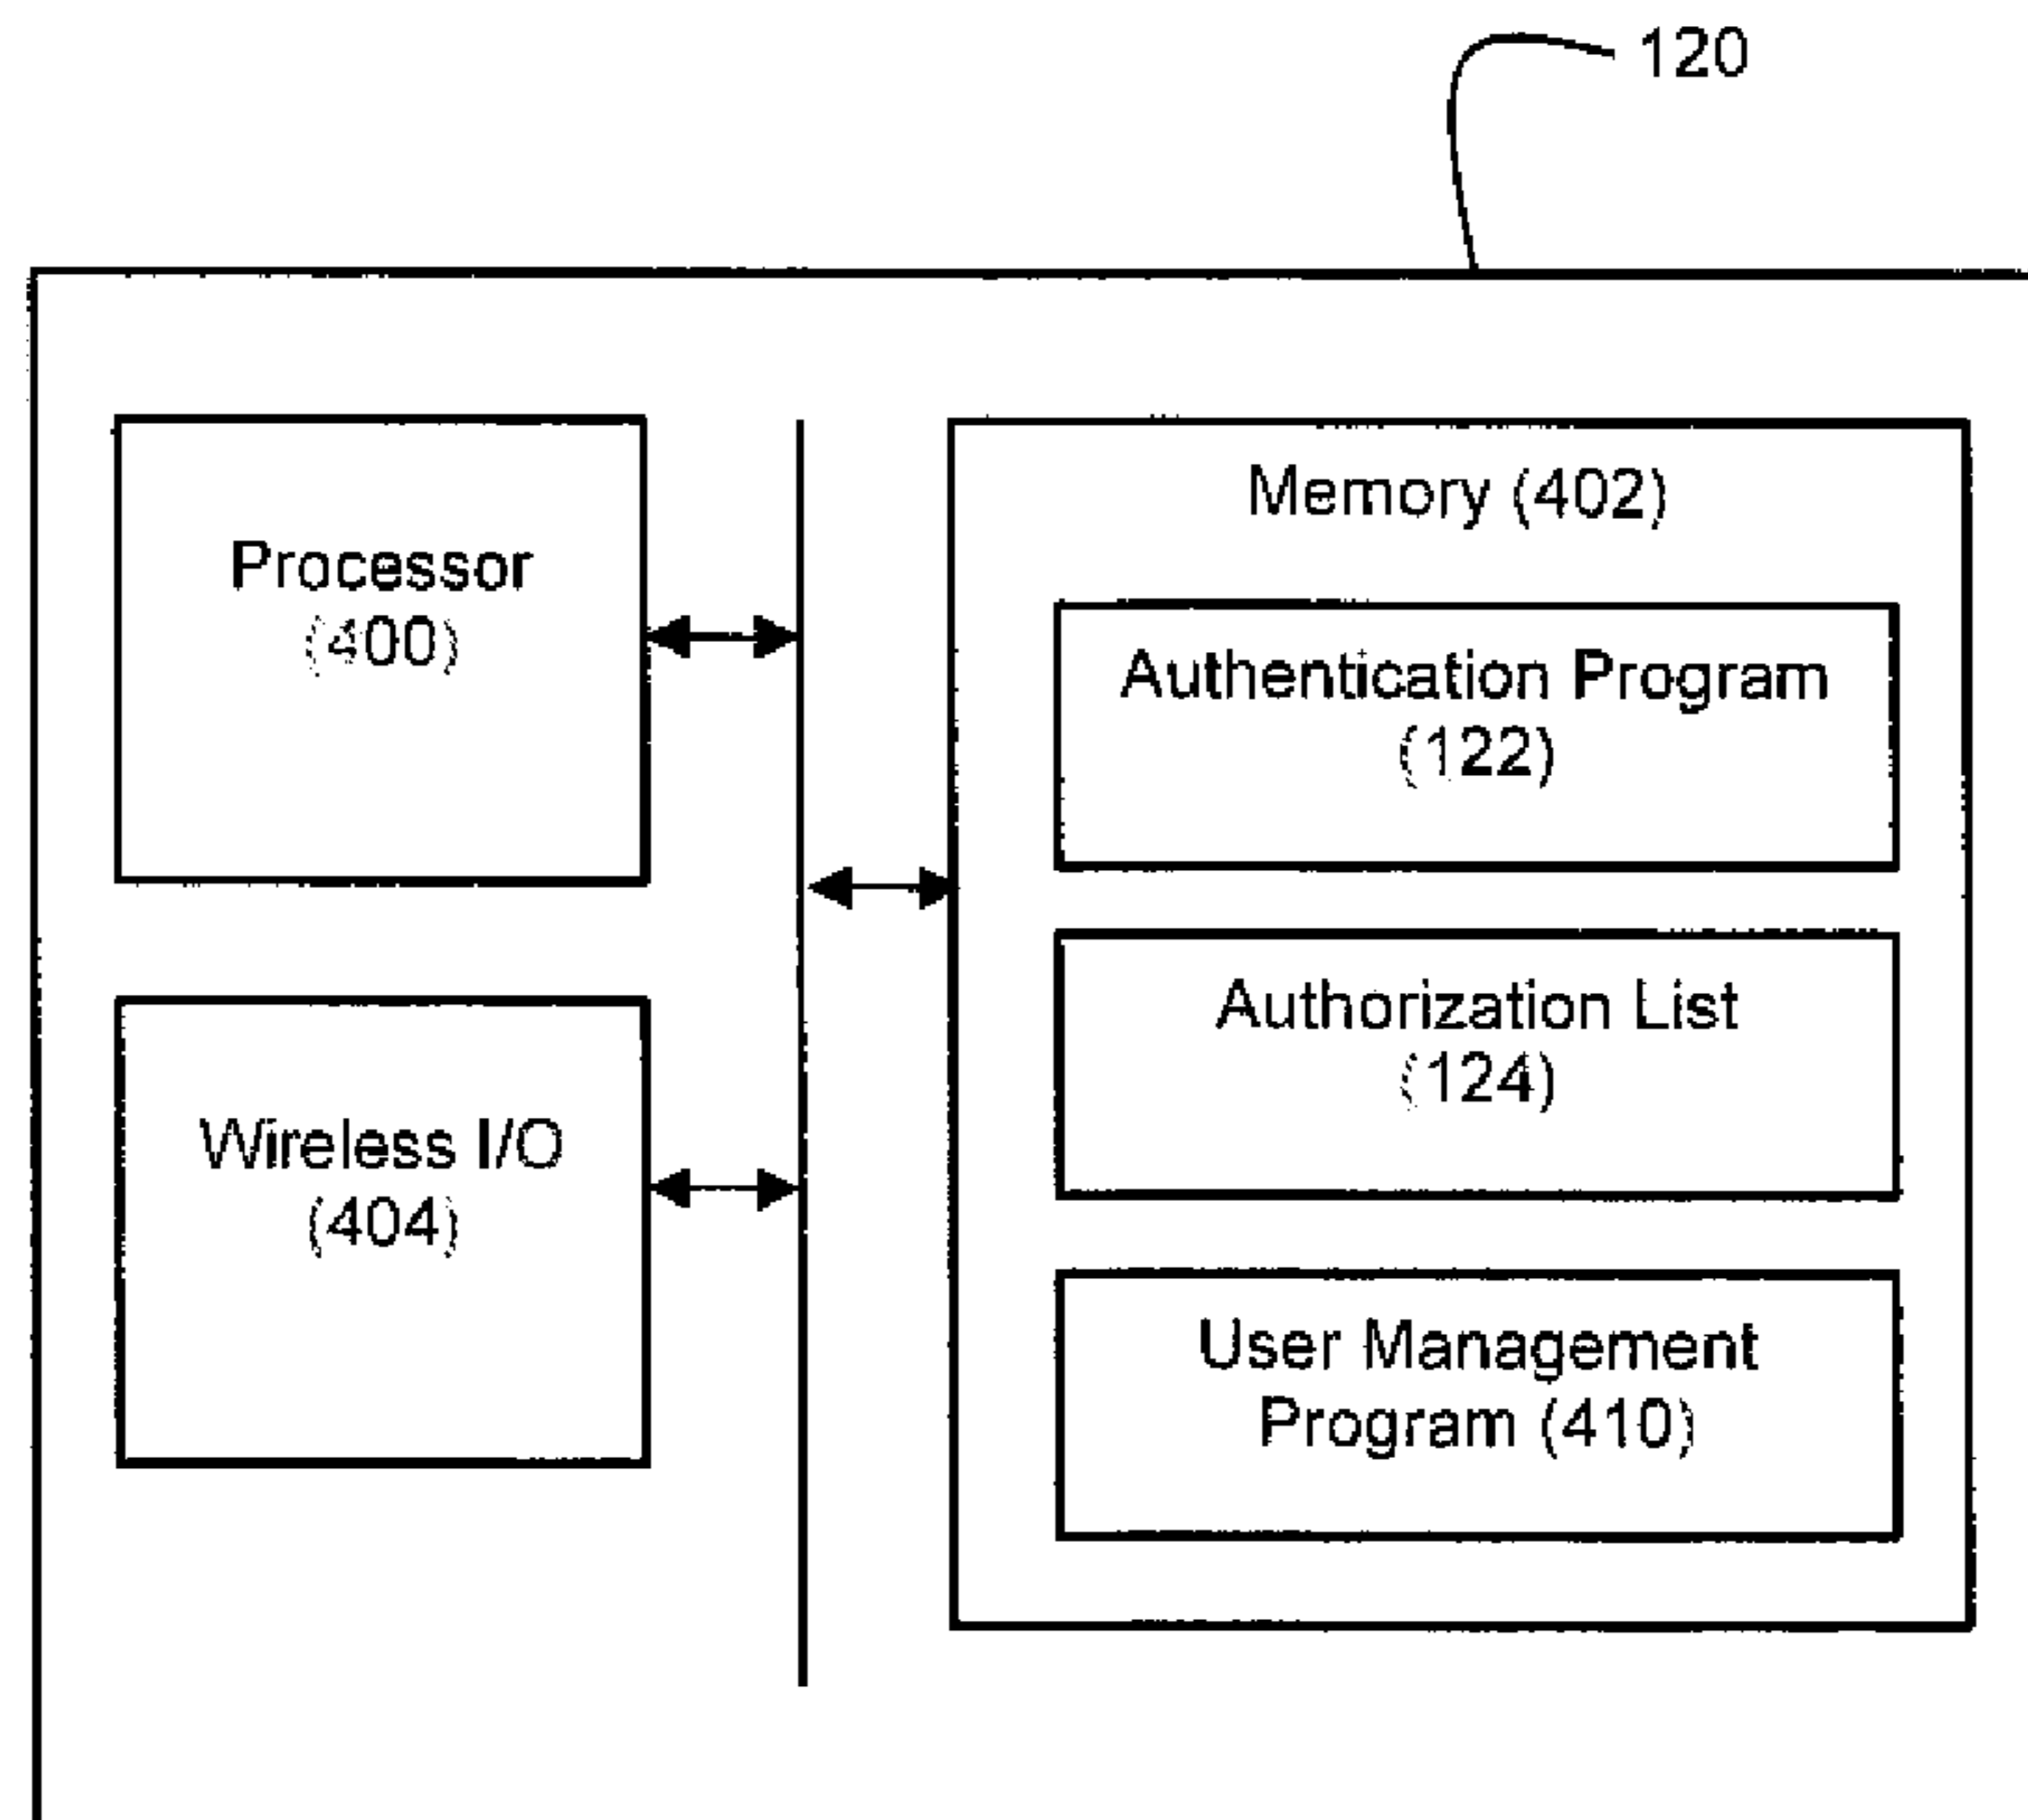 120
Processor
(400)
Memory (402)
Authentication Program
(122)
Authorization List
(124)
Wireless I/O
(404)
User Management
Program (410)